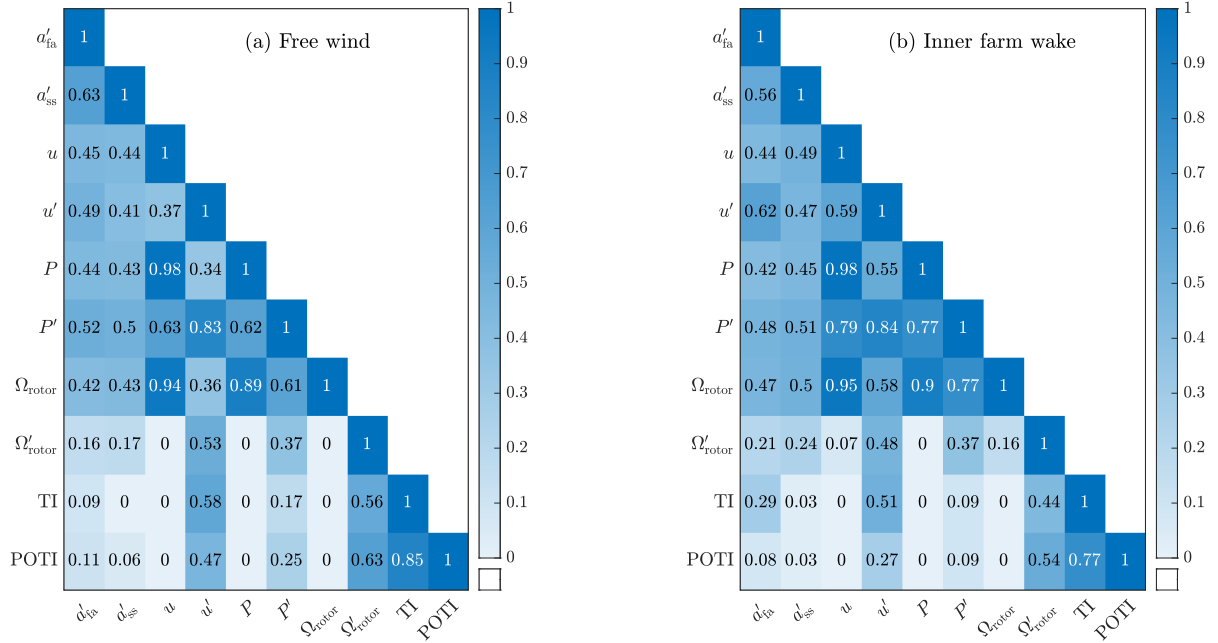 (a) Free wind
a′fa 1
a′ss 0.63 1
u 0.45 0.44 1
u′ 0.49 0.41 0.37 1
P 0.44 0.43 0.98 0.34 1
P′ 0.52 0.5 0.63 0.83 0.62 1
Ωrotor 0.42 0.43 0.94 0.36 0.89 0.61 1
Ω′rotor 0.16 0.17 0 0.53 0 0.37 0 1
TI 0.09 0 0 0.58 0 0.17 0 0.56 1
POTI 0.11 0.06 0 0.47 0 0.25 0 0.63 0.85 1
a′fa a′ss u u′ P P′ Ωrotor Ω′rotor TI POTI
1
0.9
0.8
0.7
0.6
0.5
0.4
0.3
0.2
0.1
0
(b) Inner farm wake
a′fa 1
a′ss 0.56 1
u 0.44 0.49 1
u′ 0.62 0.47 0.59 1
P 0.42 0.45 0.98 0.55 1
P′ 0.48 0.51 0.79 0.84 0.77 1
Ωrotor 0.47 0.5 0.95 0.58 0.9 0.77 1
Ω′rotor 0.21 0.24 0.07 0.48 0 0.37 0.16 1
TI 0.29 0.03 0 0.51 0 0.09 0 0.44 1
POTI 0.08 0.03 0 0.27 0 0.09 0 0.54 0.77 1
a′fa a′ss u u′ P P′ Ωrotor Ω′rotor TI POTI
1
0.9
0.8
0.7
0.6
0.5
0.4
0.3
0.2
0.1
0